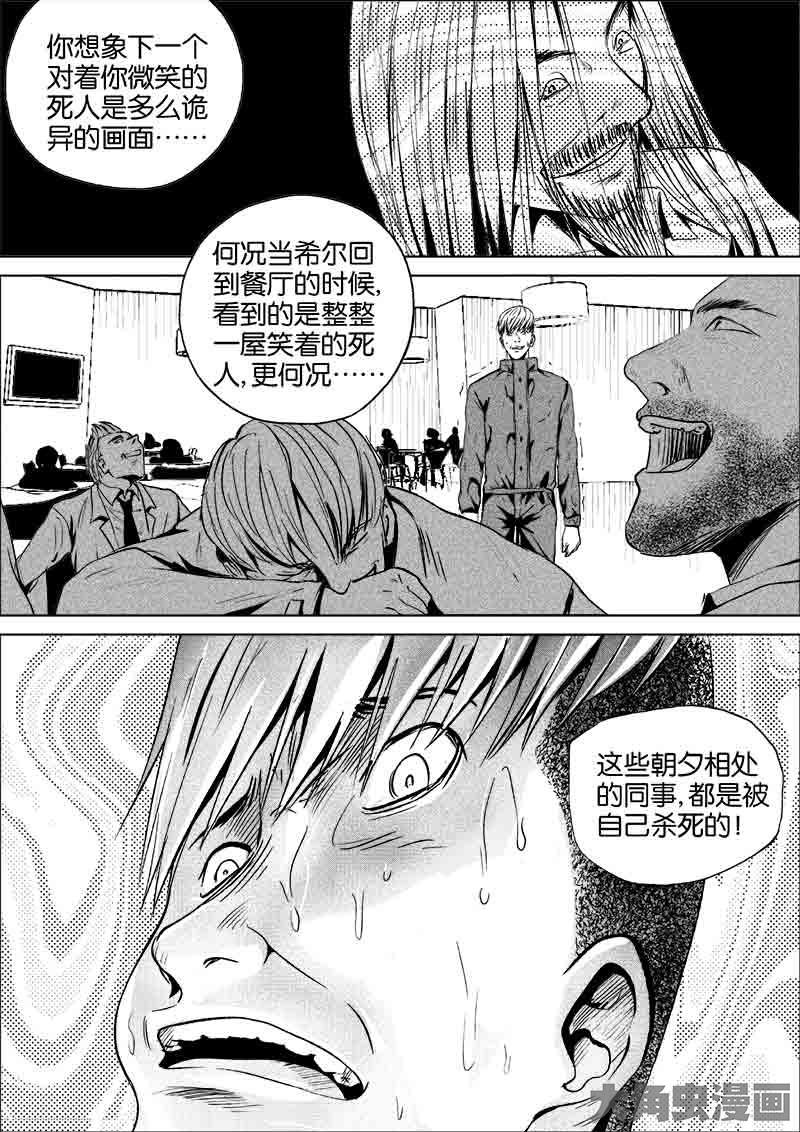 你想象下一个
对着你微笑的
死人是多么诡
异的画面……
何况当希尔回
到餐厅的时候,
看到的是整整
一屋笑着的死
人,更何况……
这些朝夕相处
的同事,都是被
自己杀死的!
大角虫漫画